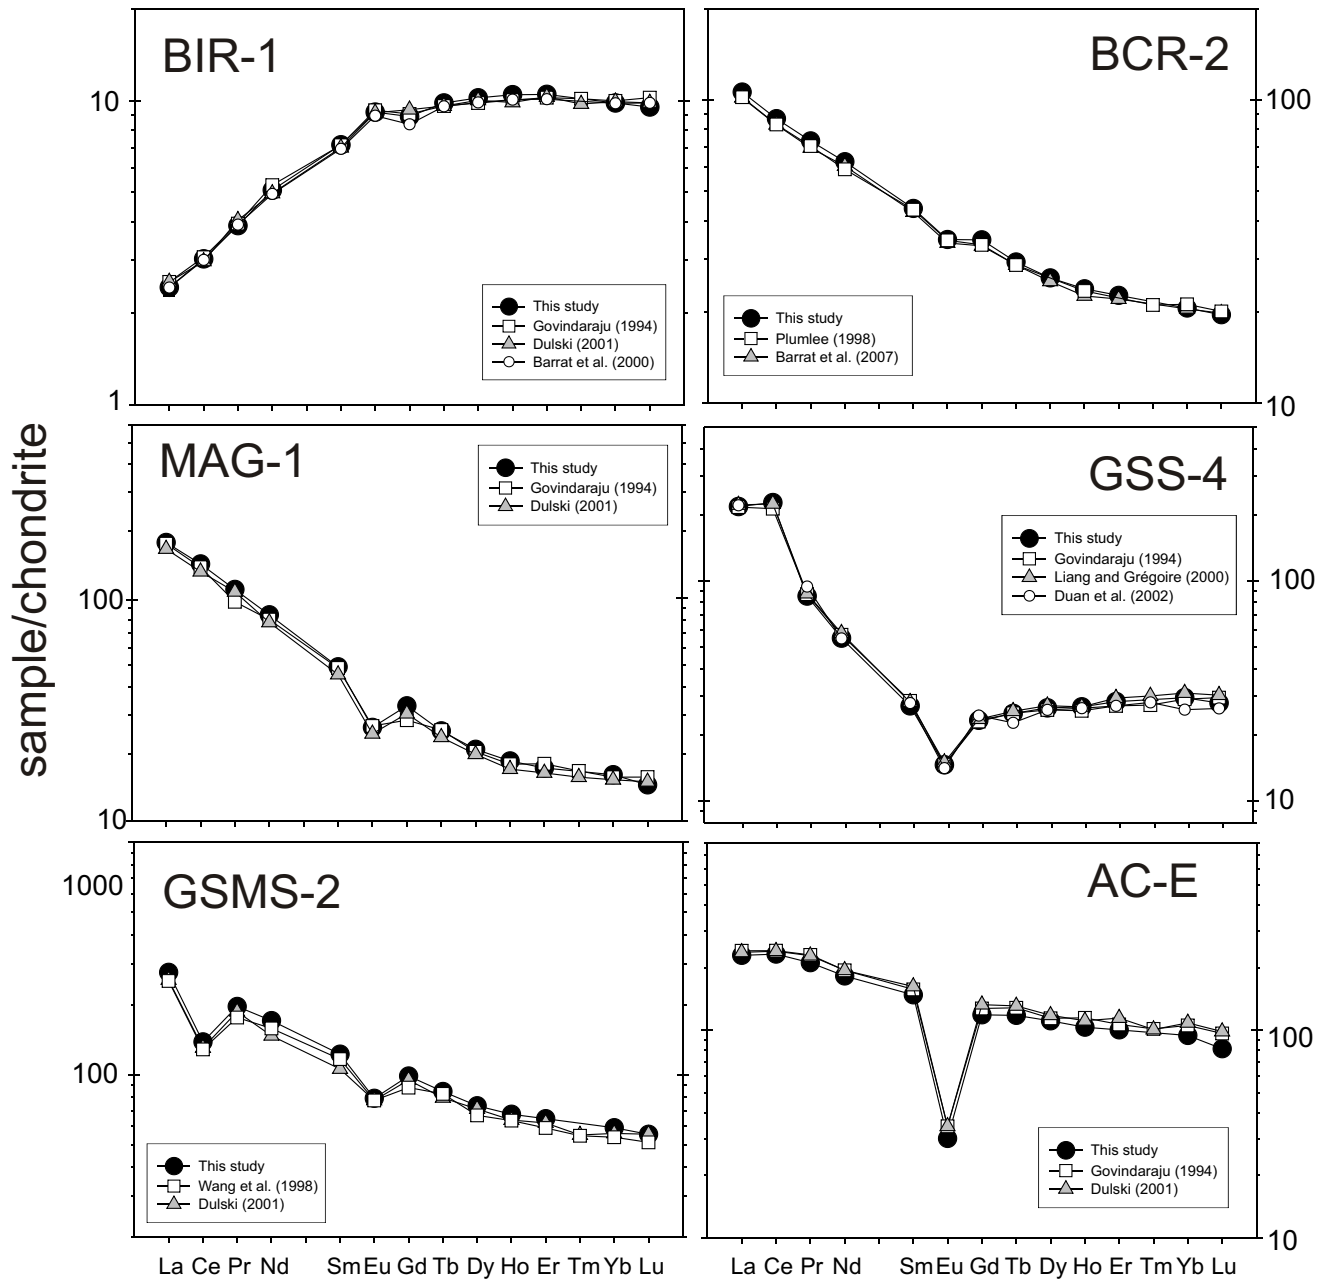 BIR-1
10
1
This study
Govindaraju (1994)
Dulski (2001)
Barrat et al. (2000)
BCR-2
100
10
This study
Plumlee (1998)
Barrat et al. (2007)
sample/chondrite
MAG-1
100
10
This study
Govindaraju (1994)
Dulski (2001)
GSS-4
100
10
This study
Govindaraju (1994)
Liang and Grégoire (2000)
Duan et al. (2002)
GSMS-2
1000
100
This study
Wang et al. (1998)
Dulski (2001)
La Ce Pr Nd Sm Eu Gd Tb Dy Ho Er Tm Yb Lu
AC-E
100
10
This study
Govindaraju (1994)
Dulski (2001)
La Ce Pr Nd Sm Eu Gd Tb Dy Ho Er Tm Yb Lu